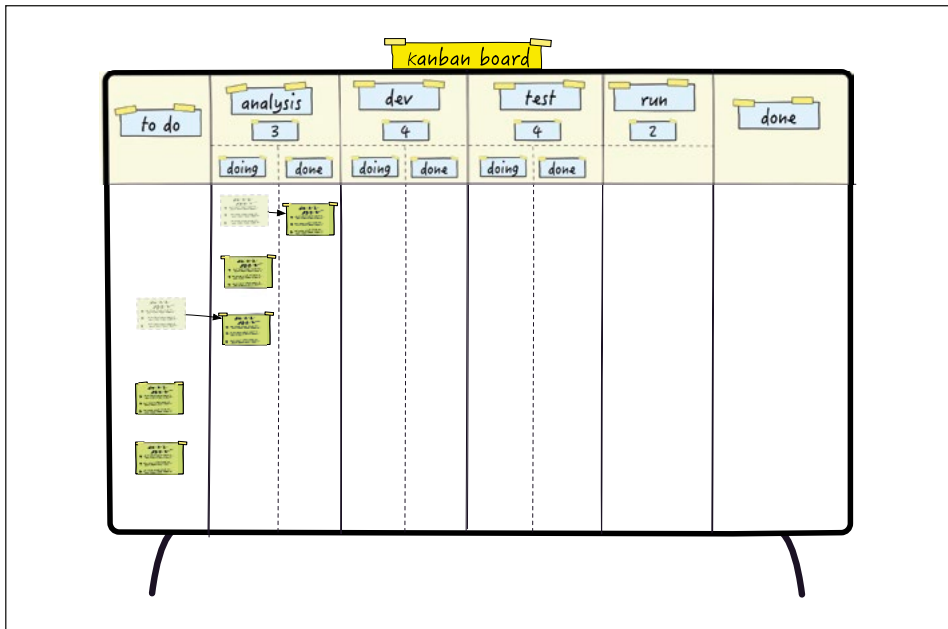 kanban board
to do
analysis
3
doing
done
dev
4
doing
done
test
4
doing
done
run
2
done